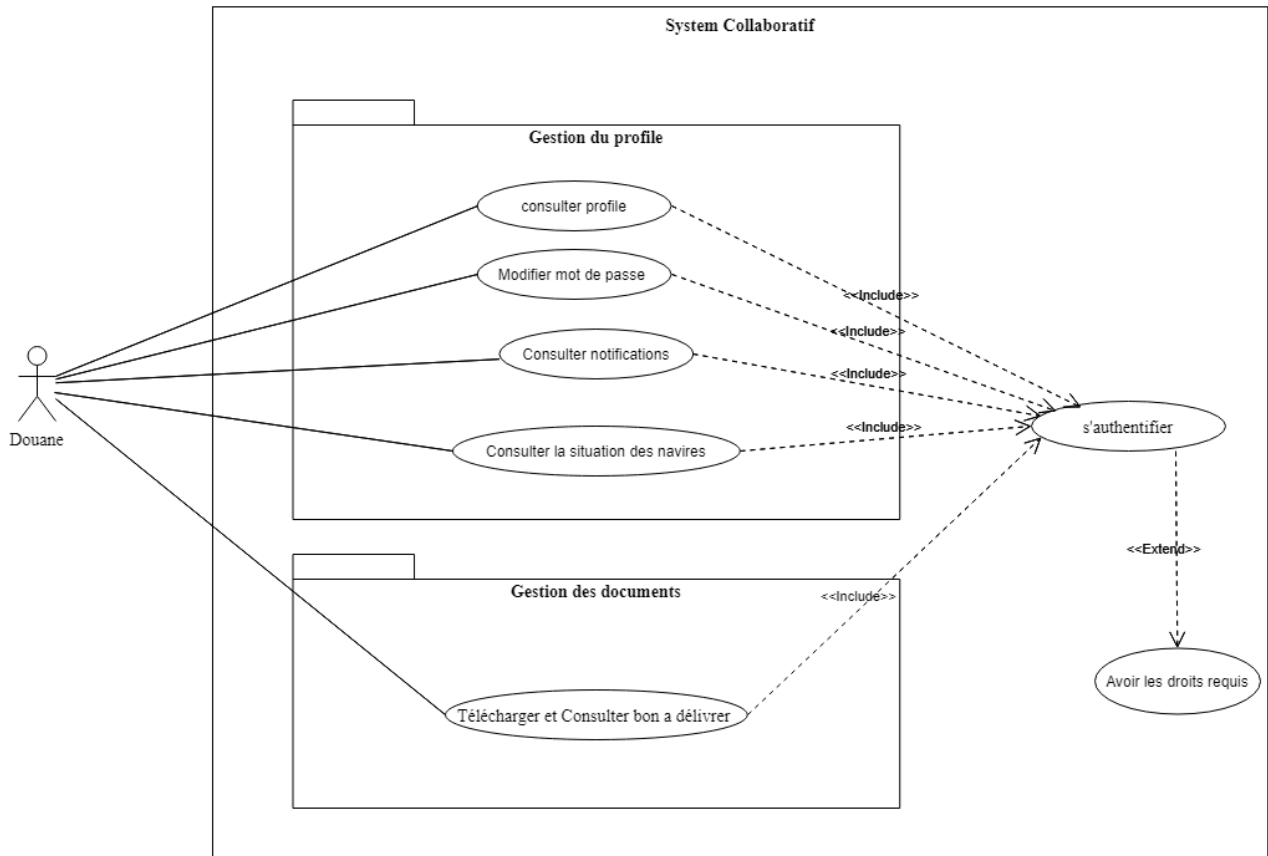 System Collaboratif
Gestion du profile
consulter profile
Modifier mot de passe
<<Include>>
<<Include>>
Consulter notifications
<<Include>>
Douane
<<Include>>
s'authentifier
Consulter la situation des navires
<<Extend>>
Gestion des documents
<<Include>>
Avoir les droits requis
Télécharger et Consulter bon a délivrer